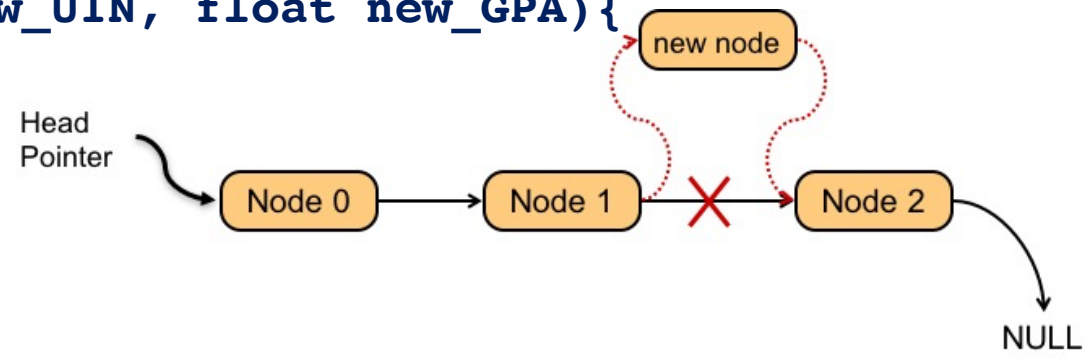 w_UIN, float new_GPA){
new node
Head
Pointer
Node 0
Node 1
Node 2
NULL